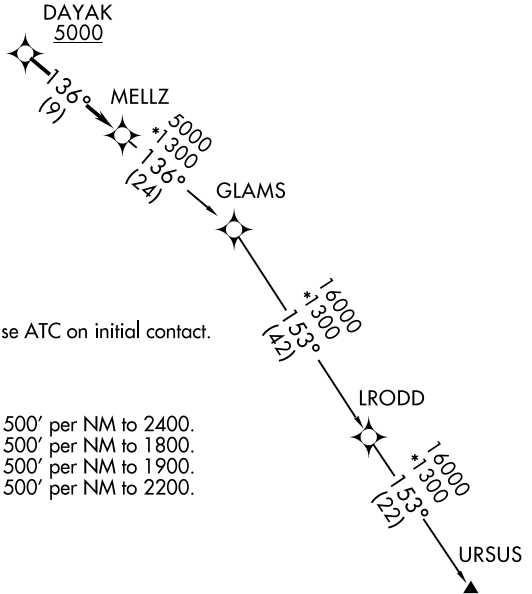 DAYAK
5000
136°
(9)
MELLZ
5000
*1300
136°
(24)
GLAMS
16000
*1300
153°
(42)
se ATC on initial contact.
LRODD
500' per NM to 2400.
500' per NM to 1800.
500' per NM to 1900.
500' per NM to 2200.
16000
*1300
153°
(22)
URSUS